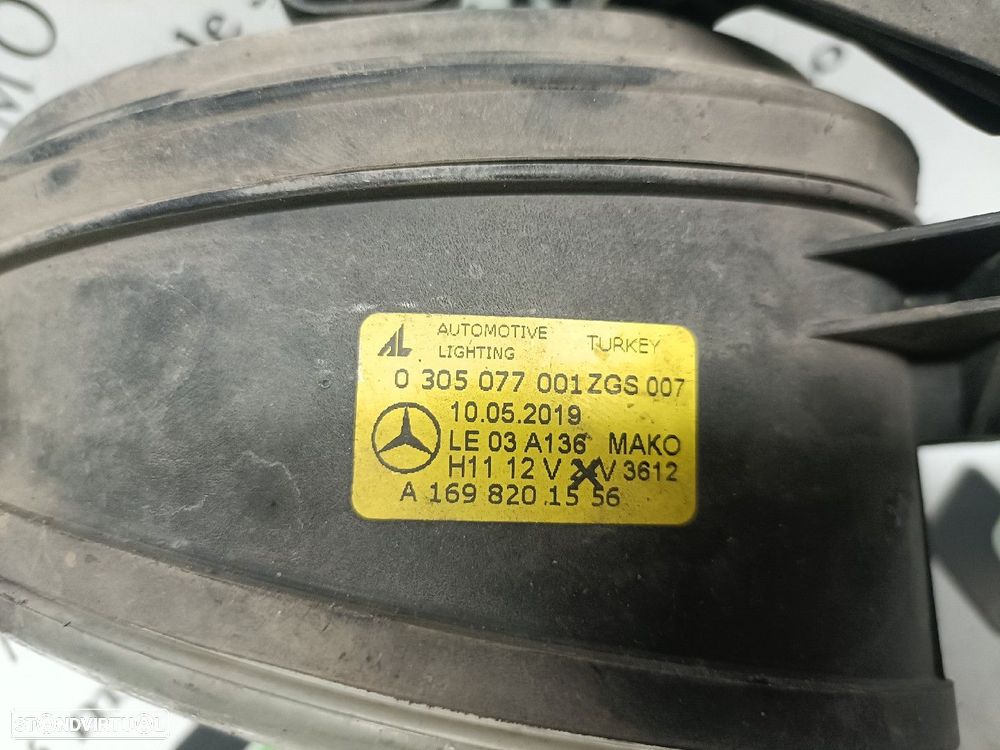 AL AUTOMOTIVE LIGHTING TURKEY
0 305 077 001ZGS 007
10.05.2019
LE 03 A136 MAKO
H11 12 V V 3612
A 169 820 15 56
STANDVIRTUAL